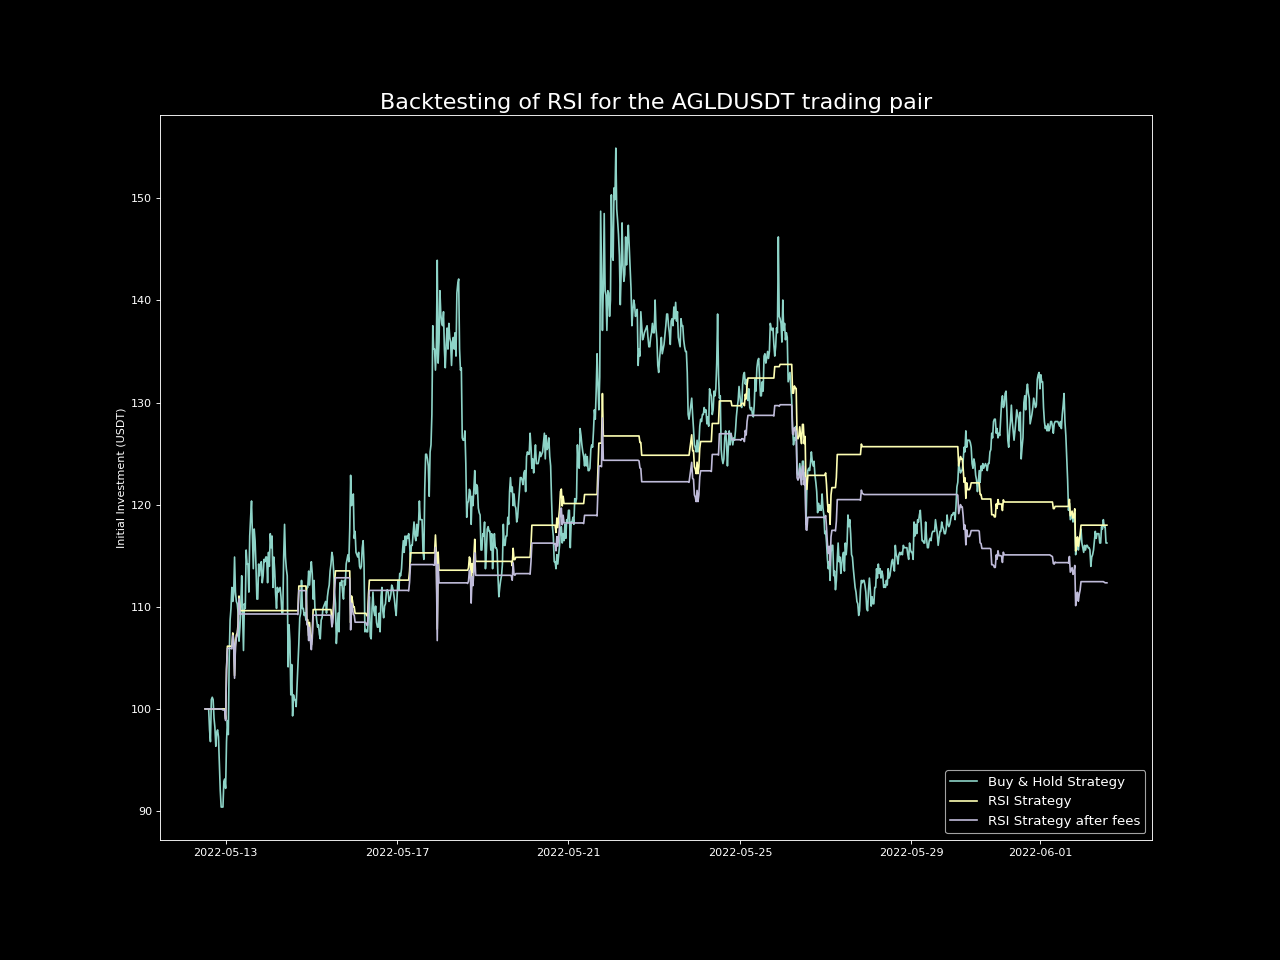 Backtesting of RSI for the AGLDUSDT trading pair
Initial Investment (USDT)
150
140
130
120
110
100
90
2022-05-13
2022-05-17
2022-05-21
2022-05-25
2022-05-29
2022-06-01
Buy & Hold Strategy
RSI Strategy
RSI Strategy after fees